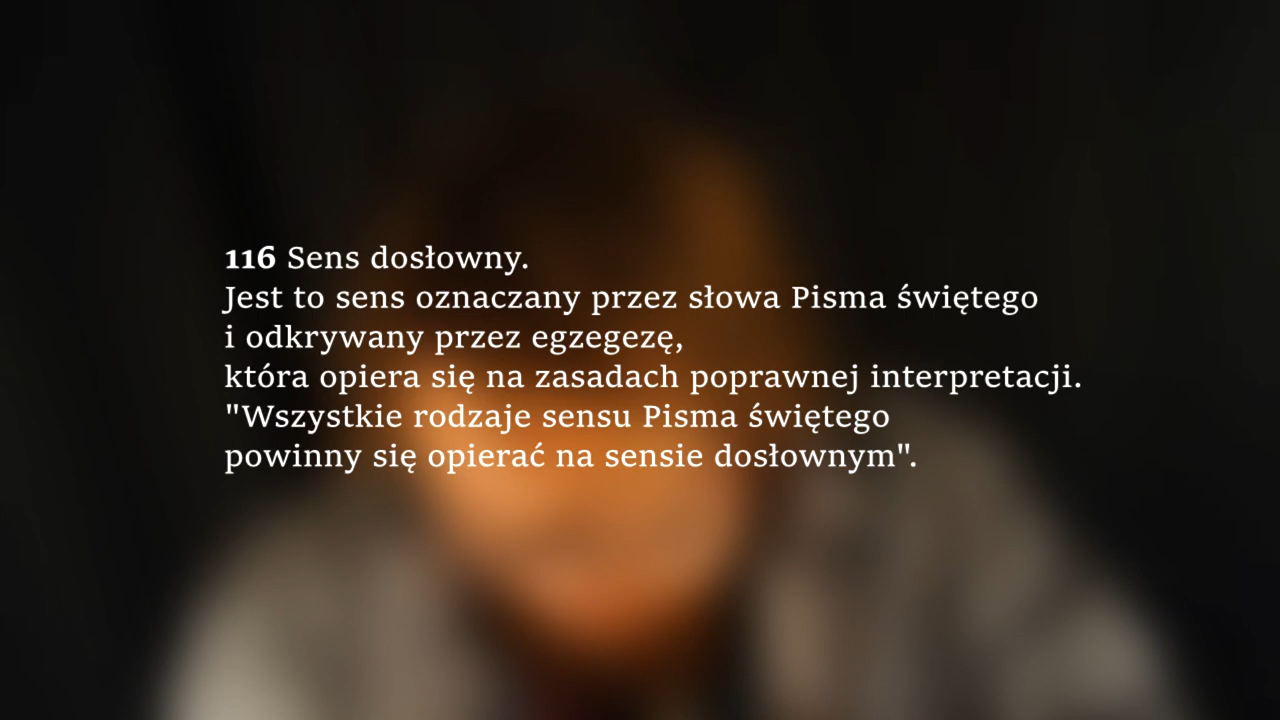 116 Sens dosłowny.
Jest to sens oznaczany przez słowa Pisma świętego
i odkrywany przez egzegezę,
która opiera się na zasadach poprawnej interpretacji.
"Wszystkie rodzaje sensu Pisma świętego
powinny się opierać na sensie dosłownym".